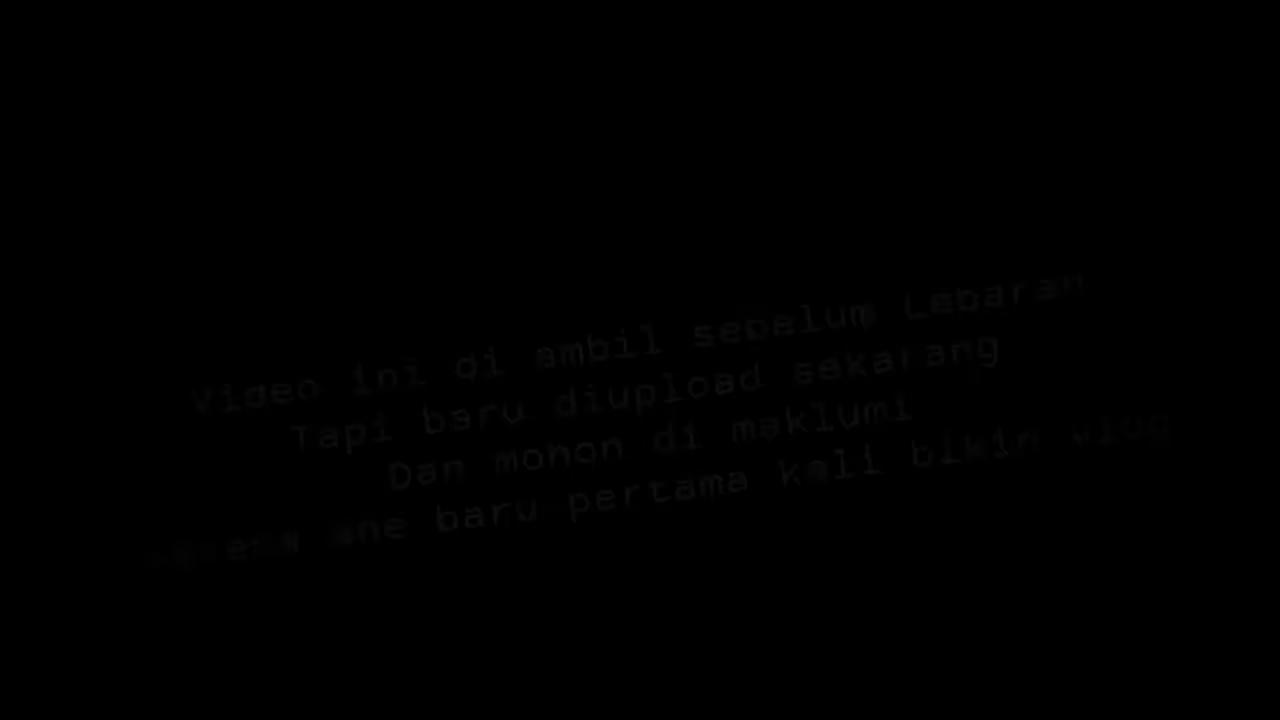 Video ini di ambil sebelum Lebaran
Tapi baru diupload sekarang
Dan mohon di maklumi
karena ane baru pertama kali bikin vlog